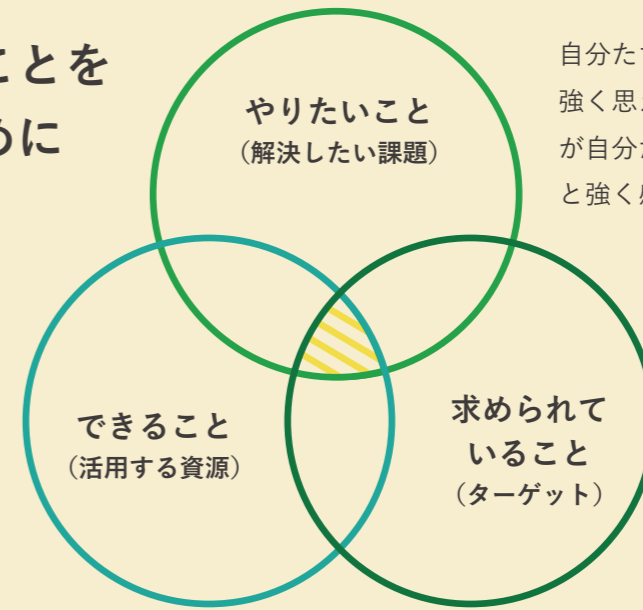 ことを
めに
やりたいこと
（解決したい課題）
自分た
強く思
が自分
と強く
できること
（活用する資源）
求められて
いること
（ターゲット）